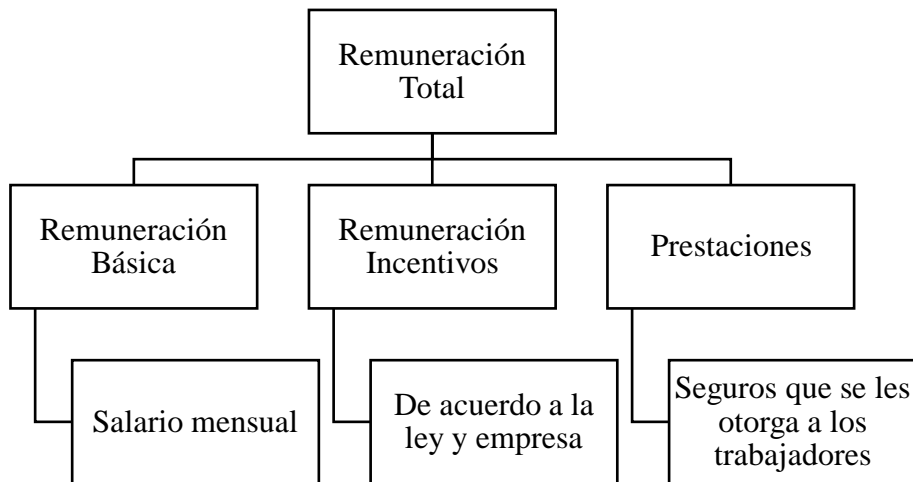 Remuneración
Total
Remuneración
Básica
Remuneración
Incentivos
Prestaciones
Salario mensual
De acuerdo a la
ley y empresa
Seguros que se les
otorga a los
trabajadores